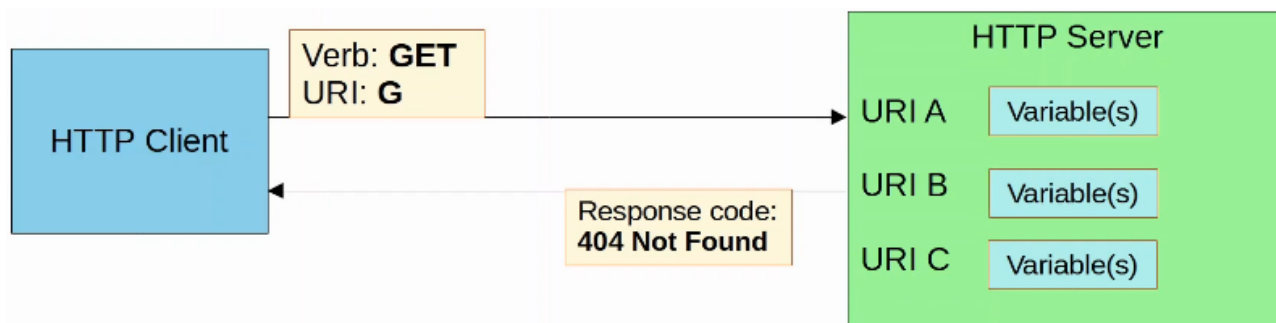 HTTP Client
Verb: GET
URI: G
Response code:
404 Not Found
HTTP Server
URI A
Variable(s)
URI B
Variable(s)
URI C
Variable(s)